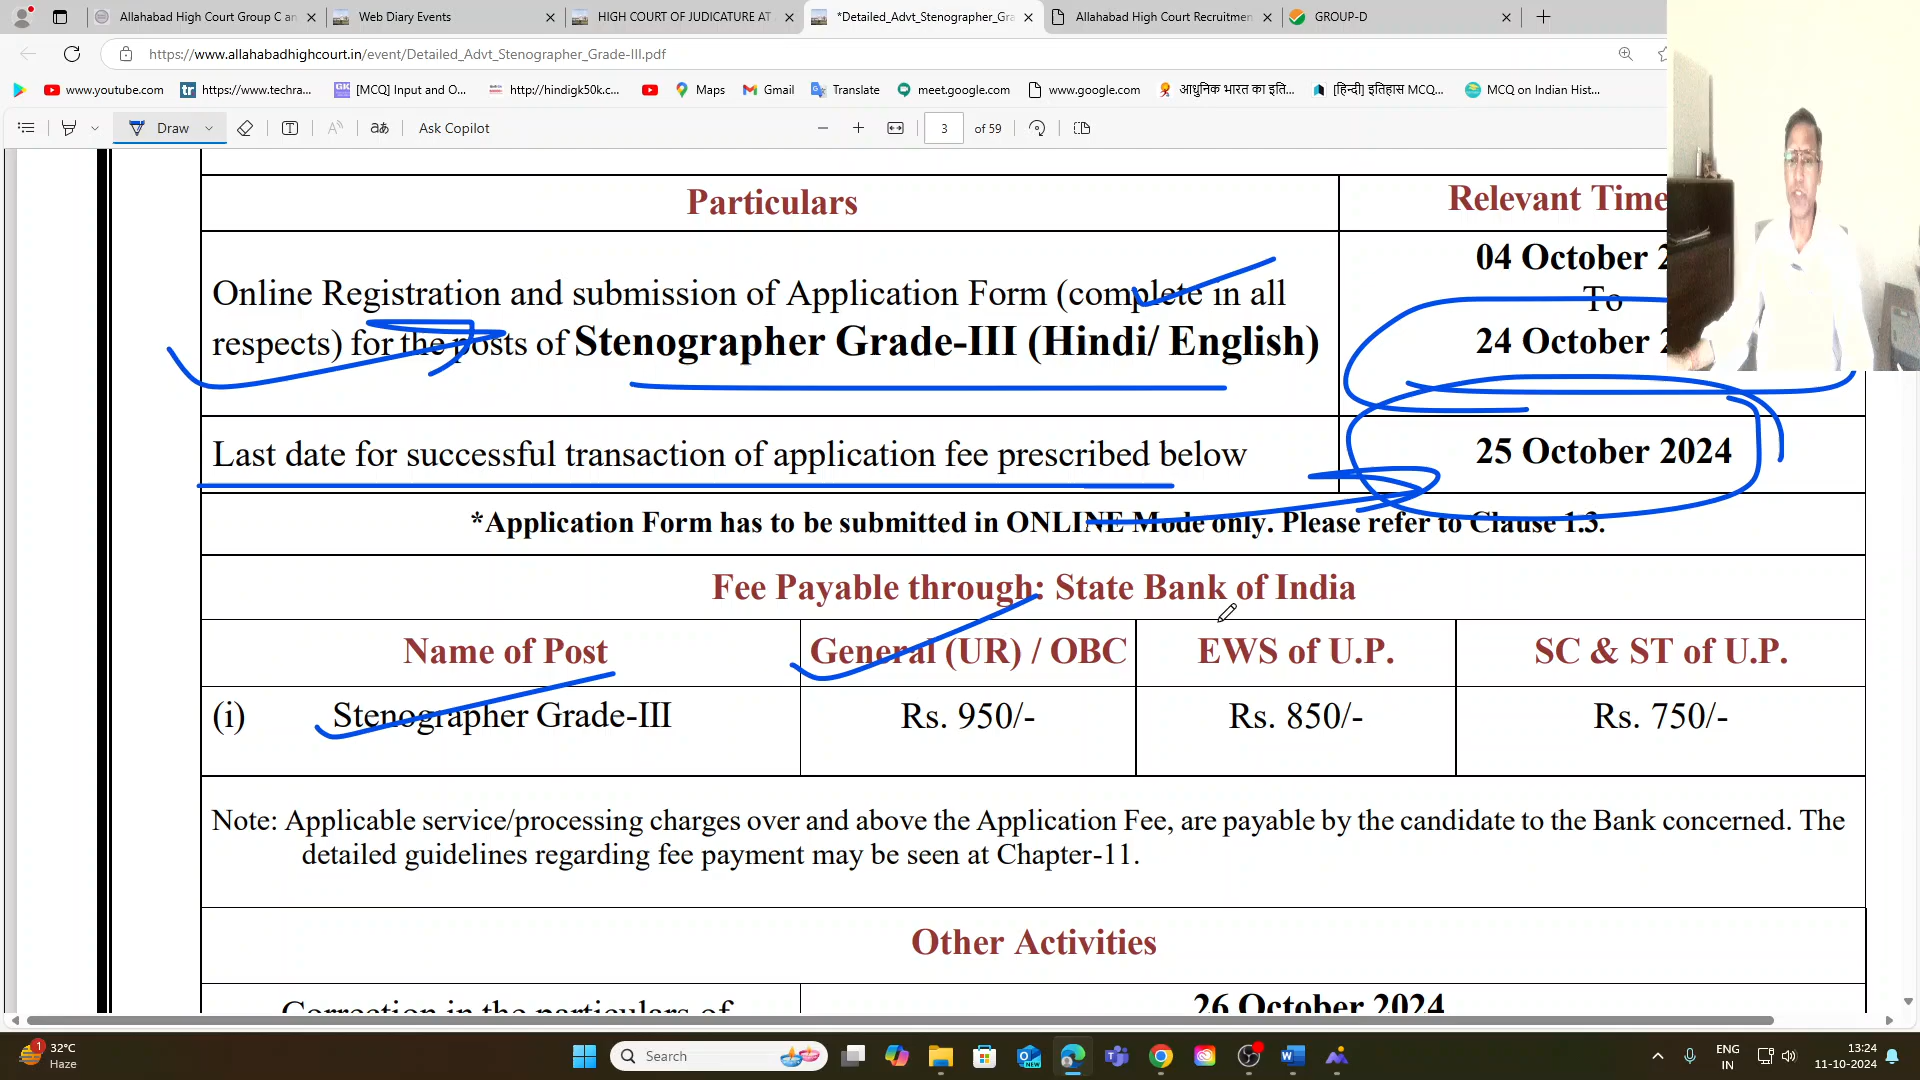 Allahabad High Court Group C an
Web Diary Events
HIGH COURT OF JUDICATURE AT
*Detailed_Advt_Stenographer_Gra
Allahabad High Court Recruitmen
GROUP-D
https://www.allahabadhighcourt.in/event/Detailed_Advt_Stenographer_Grade-III.pdf
www.youtube.com
https://www.techra...
[MCQ] Input and O...
http://hindigk50k.c...
Maps
Gmail
Translate
meet.google.com
www.google.com
आधुनिक भारत का इति...
[हिन्दी] इतिहास MCQ...
MCQ on Indian Hist...
Draw
Ask Copilot
3 of 59
Particulars
Relevant Time
Online Registration and submission of Application Form (complete in all
respects) for the posts of Stenographer Grade-III (Hindi/ English)
04 October 2
To
24 October 2
Last date for successful transaction of application fee prescribed below
25 October 2024
*Application Form has to be submitted in ONLINE Mode only. Please refer to Clause 1.3.
Fee Payable through: State Bank of India
Name of Post
General (UR) / OBC
EWS of U.P.
SC & ST of U.P.
(i) Stenographer Grade-III
Rs. 950/-
Rs. 850/-
Rs. 750/-
Note: Applicable service/processing charges over and above the Application Fee, are payable by the candidate to the Bank concerned. The
detailed guidelines regarding fee payment may be seen at Chapter-11.
Other Activities
Correction in the particulars of
26 October 2024
32°C
Haze
Search
ENG
IN
13:24
11-10-2024